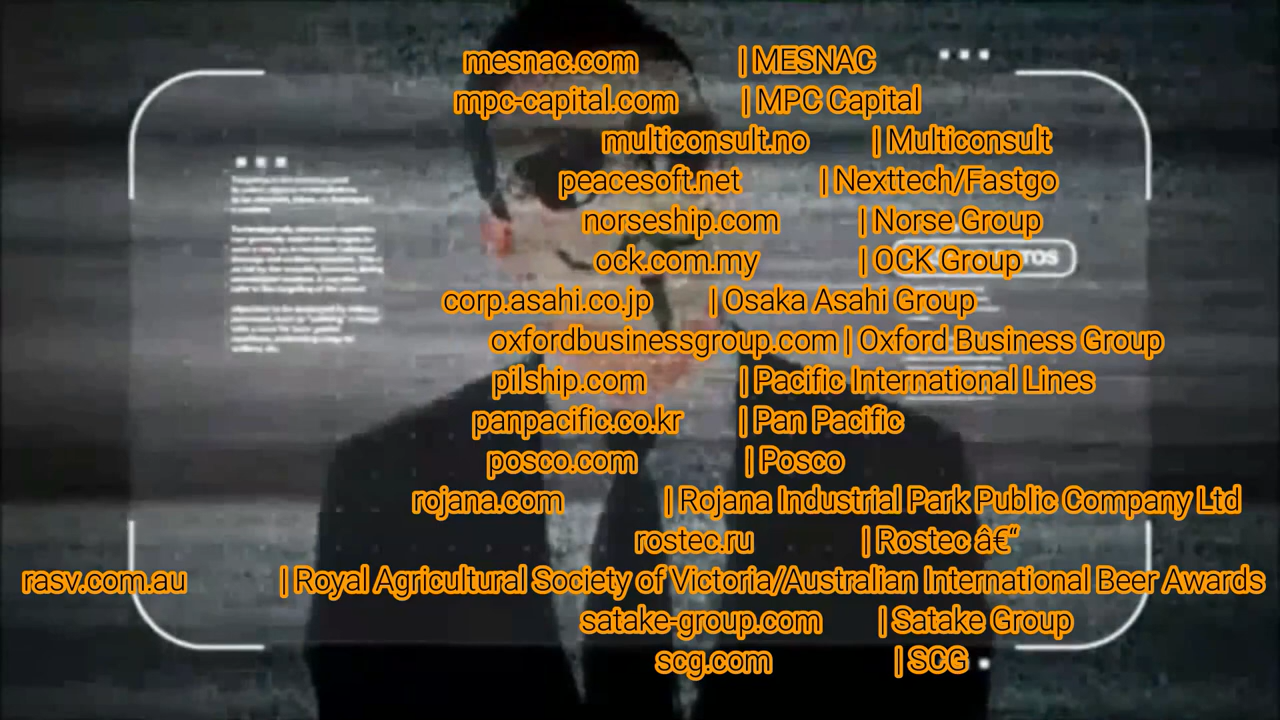 mesnac.com | MESNAC
mpc-capital.com | MPC Capital
multiconsult.no | Multiconsult
peacesoft.net | Nexttech/Fastgo
norseship.com | Norse Group
ock.com.my | OCK Group
corp.asahi.co.jp | Osaka Asahi Group
oxfordbusinessgroup.com | Oxford Business Group
pilship.com | Pacific International Lines
panpacific.co.kr | Pan Pacific
posco.com | Posco
rojana.com | Rojana Industrial Park Public Company Ltd
rostec.ru | Rostec â€“
rasv.com.au | Royal Agricultural Society of Victoria/Australian International Beer Awards
satake-group.com | Satake Group
scg.com | SCG